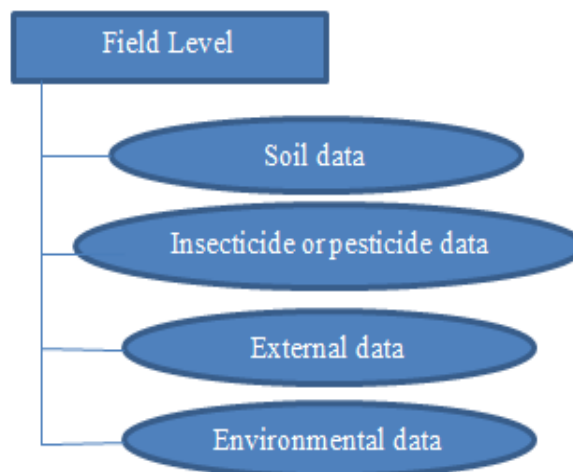 Field Level
Soil data
Insecticide or pesticide data
External data
Environmental data